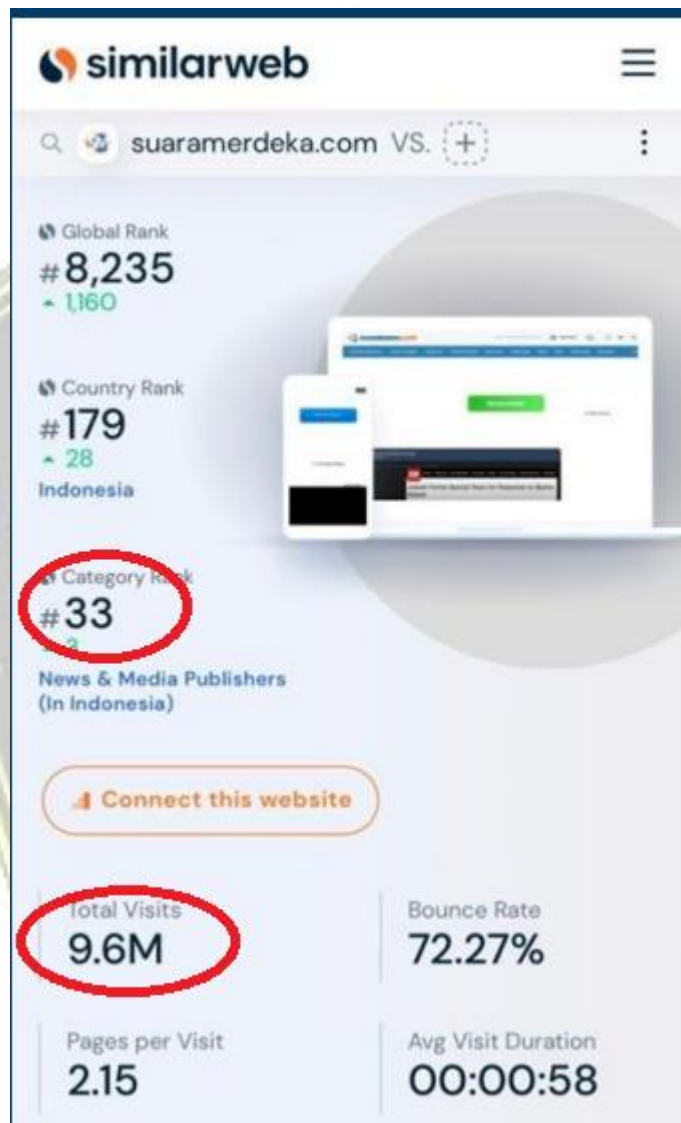 similarweb
suaramerdeka.com VS. +
Global Rank
#8,235
1,160
Country Rank
#179
28
Indonesia
Category Rank
#33
3
News & Media Publishers
(In Indonesia)
Connect this website
Total Visits
9.6M
Bounce Rate
72.27%
Pages per Visit
2.15
Avg Visit Duration
00:00:58